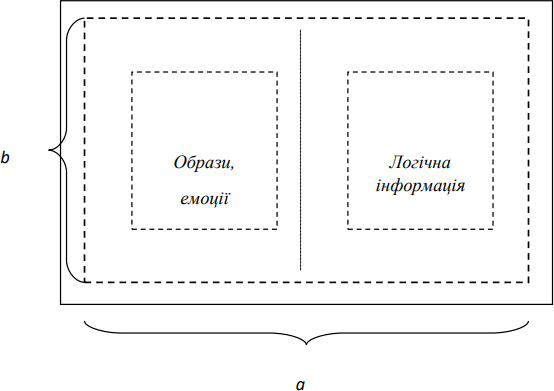 b
Образи,
емоції
Логічна
інформація
a